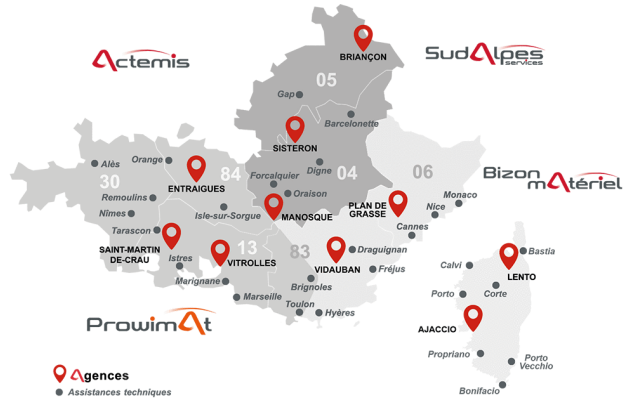 Actemis
SudAlpes
services
BRIANÇON
05
Gap
Barcelonette
SISTERON
Orange
Alès
84
Digne
04
06
Bizon
mAtériel
30
ENTRAIGUES
Forcalquier
Oraison
Remoulins
Nîmes
Isle-sur-Sorgue
MANOSQUE
PLAN DE
GRASSE
Monaco
Nice
Cannes
Tarascon
SAINT-MARTIN
DE-CRAU
Istres
13
VITROLLES
83
VIDAUBAN
Draguignan
Fréjus
Marignane
Marseille
Brignoles
Toulon
Hyères
Bastia
Calvi
LENTO
Corte
Porto
AJACCIO
Propriano
Porto
Vecchio
Bonifacio
ProwimAt
Agences
Assistances techniques